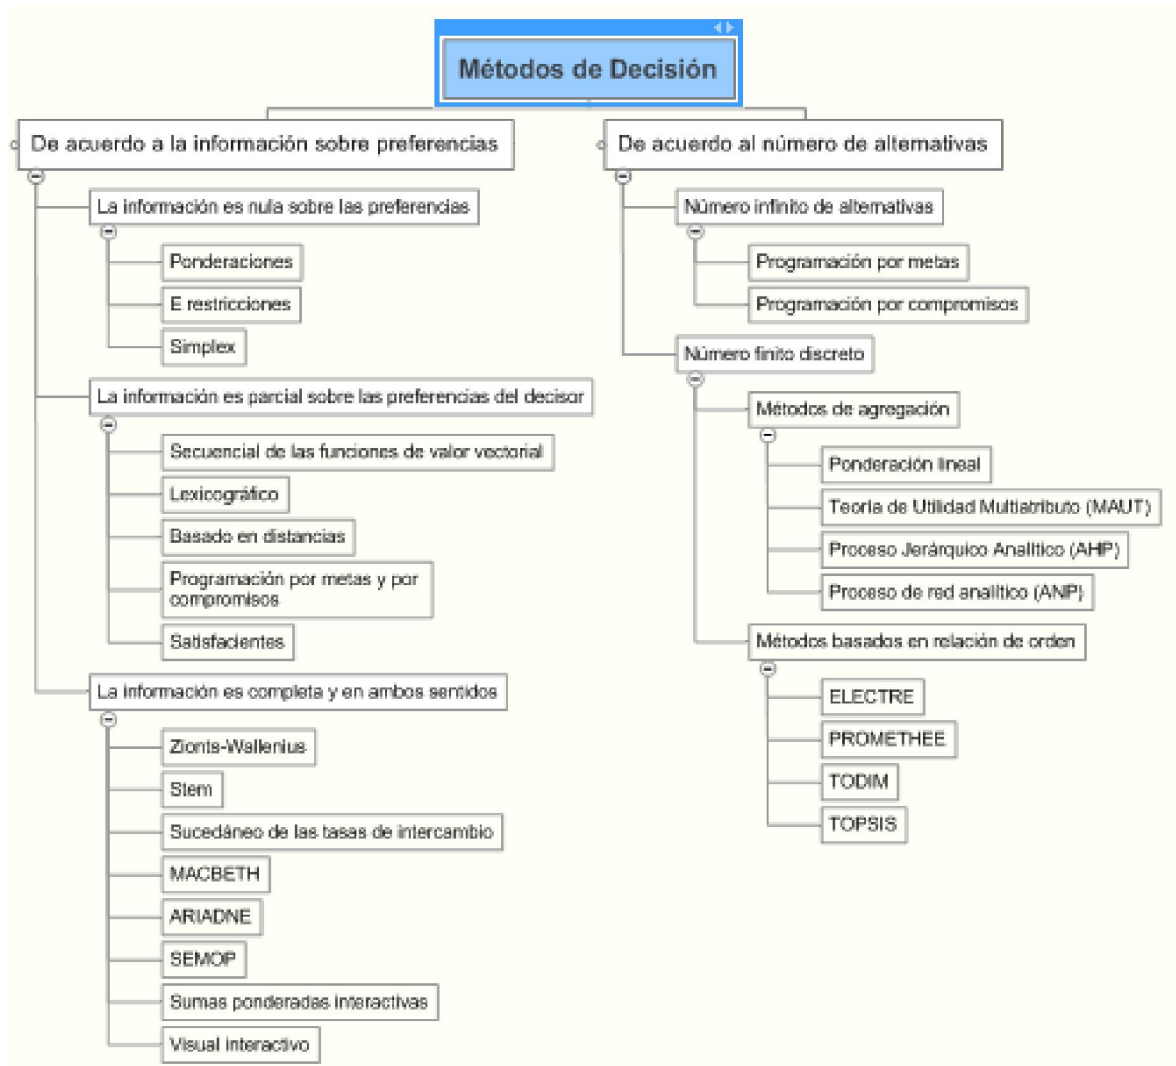 Métodos de Decisión
De acuerdo a la información sobre preferencias
La información es nula sobre las preferencias
Ponderaciones
E restricciones
Simplex
La información es parcial sobre las preferencias del decisor
Secuencial de las funciones de valor vectorial
Lexicográfico
Basado en distancias
Programación por metas y por
compromisos
Satisfacientes
La información es completa y en ambos sentidos
Zionts-Wallenius
Stem
Sucedáneo de las tasas de intercambio
MACBETH
ARIADNE
SEMOP
Sumas ponderadas interactivas
Visual interactivo
De acuerdo al número de alternativas
Número infinito de alternativas
Programación por metas
Programación por compromisos
Número finito discreto
Métodos de agregación
Ponderación lineal
Teoría de Utilidad Multiatributo (MAUT)
Proceso Jerárquico Analítico (AHP)
Proceso de red analítico (ANP)
Métodos basados en relación de orden
ELECTRE
PROMETHEE
TODIM
TOPSIS